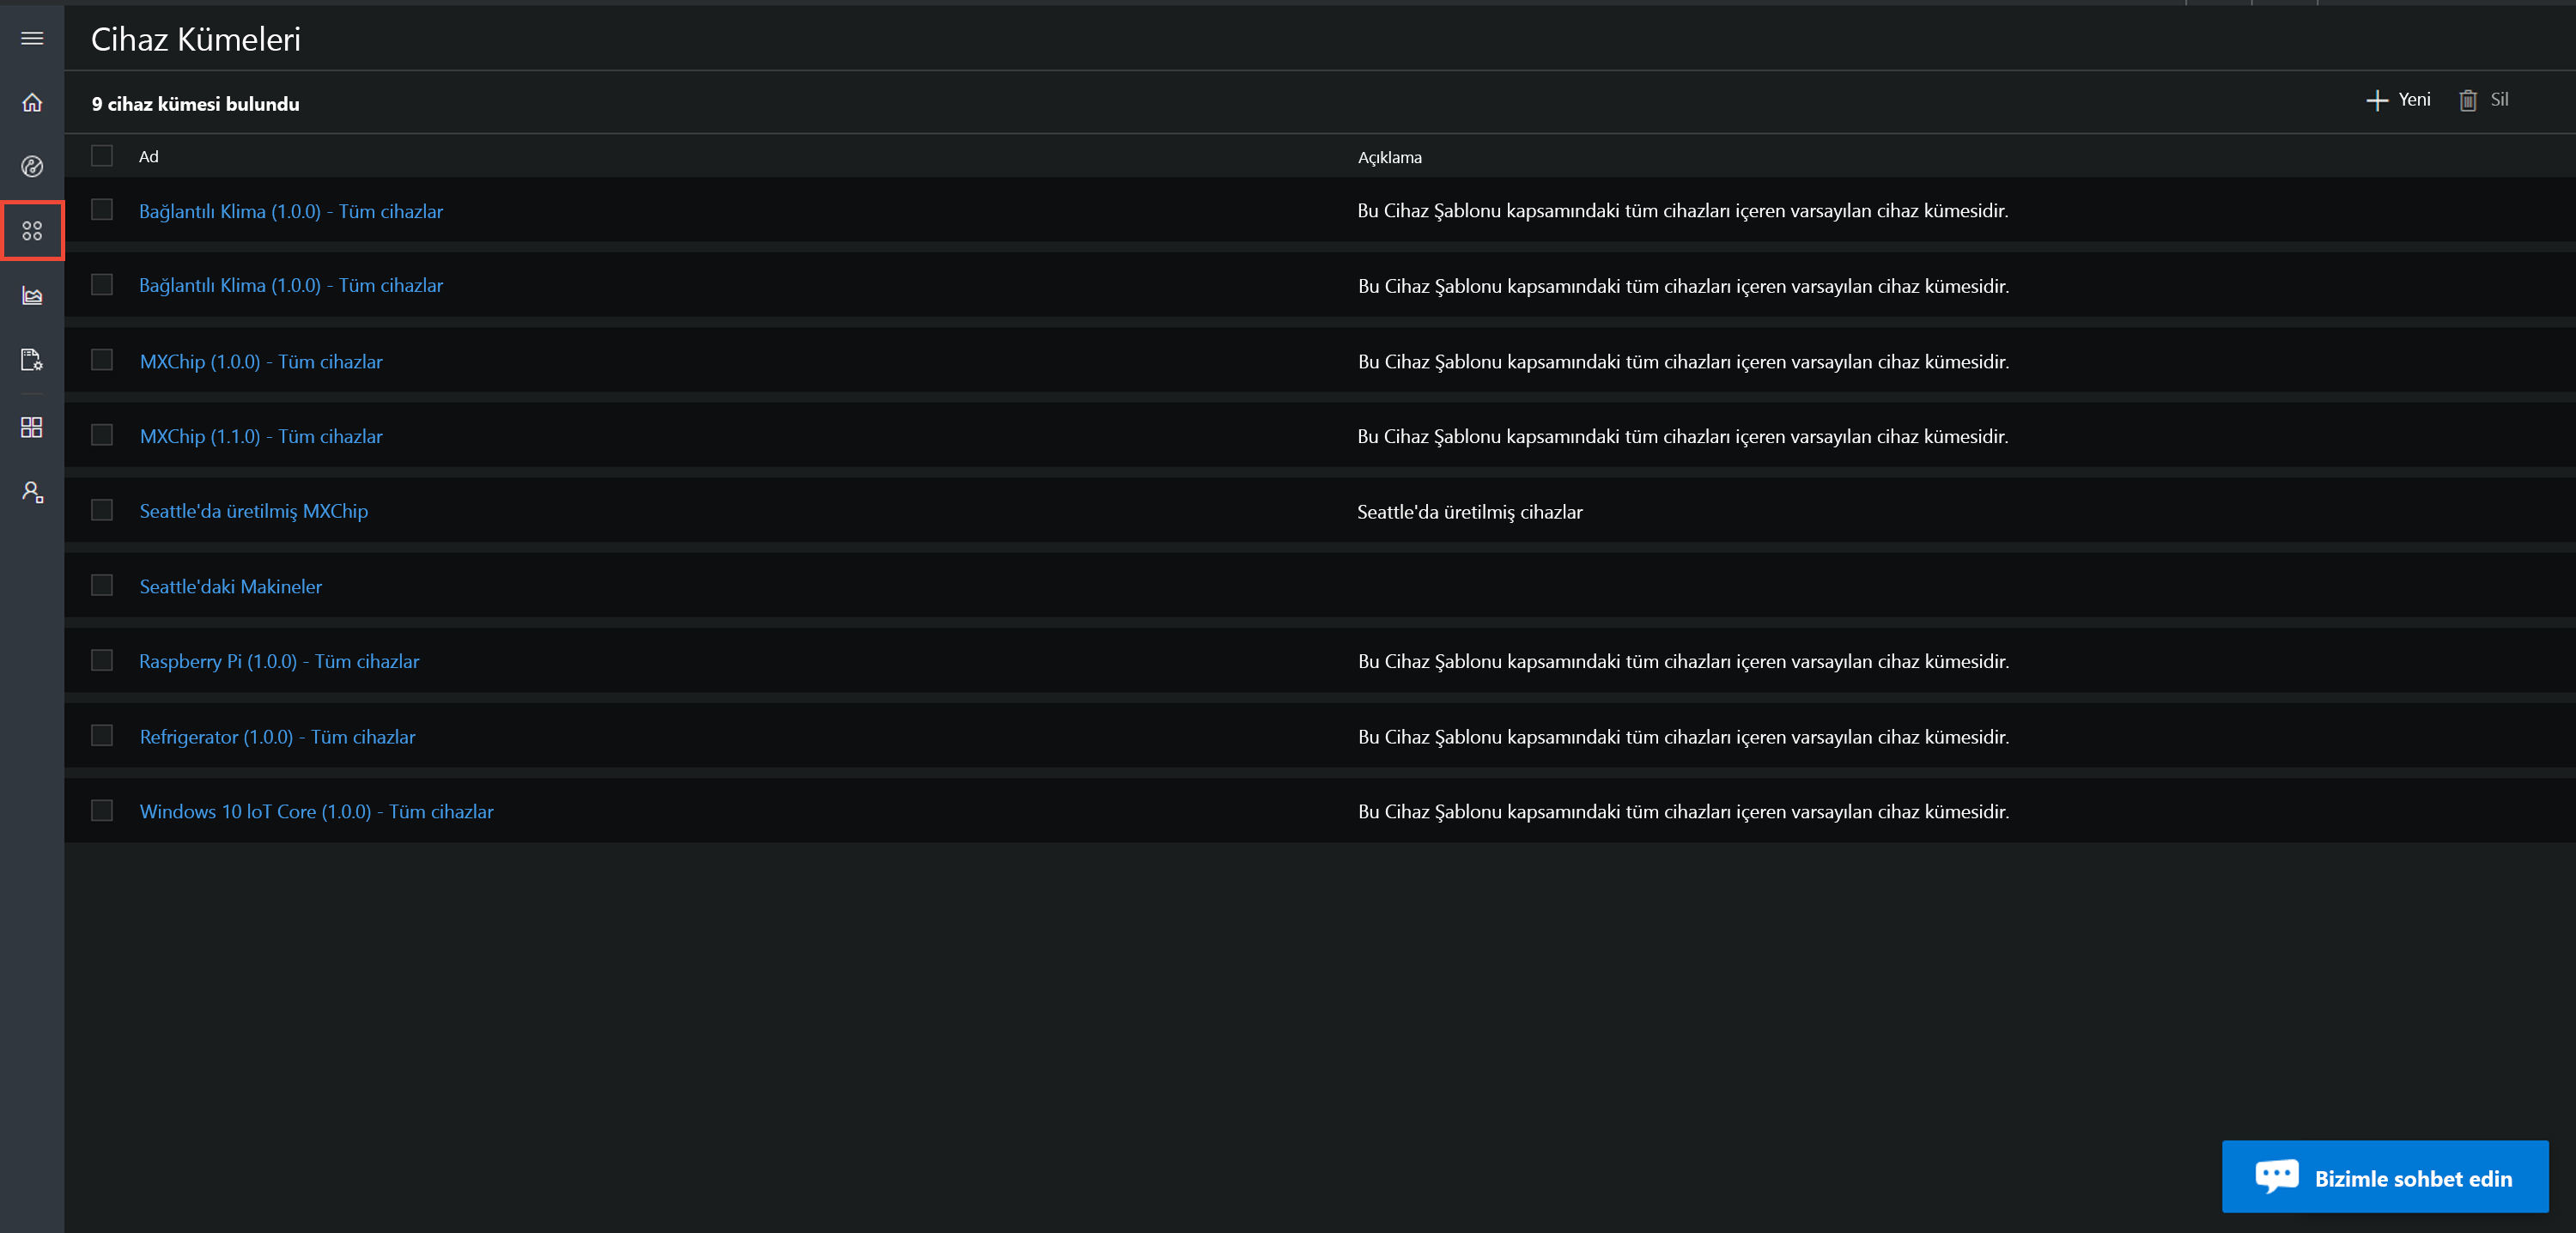 Cihaz Kümeleri
9 cihaz kümesi bulundu
Yeni Sil
Ad Açıklama
Bağlantılı Klima (1.0.0) - Tüm cihazlar Bu Cihaz Şablonu kapsamındaki tüm cihazları içeren varsayılan cihaz kümesidir.
Bağlantılı Klima (1.0.0) - Tüm cihazlar Bu Cihaz Şablonu kapsamındaki tüm cihazları içeren varsayılan cihaz kümesidir.
MXChip (1.0.0) - Tüm cihazlar Bu Cihaz Şablonu kapsamındaki tüm cihazları içeren varsayılan cihaz kümesidir.
MXChip (1.1.0) - Tüm cihazlar Bu Cihaz Şablonu kapsamındaki tüm cihazları içeren varsayılan cihaz kümesidir.
Seattle'da üretilmiş MXChip Seattle'da üretilmiş cihazlar
Seattle'daki Makineler
Raspberry Pi (1.0.0) - Tüm cihazlar Bu Cihaz Şablonu kapsamındaki tüm cihazları içeren varsayılan cihaz kümesidir.
Refrigerator (1.0.0) - Tüm cihazlar Bu Cihaz Şablonu kapsamındaki tüm cihazları içeren varsayılan cihaz kümesidir.
Windows 10 loT Core (1.0.0) - Tüm cihazlar Bu Cihaz Şablonu kapsamındaki tüm cihazları içeren varsayılan cihaz kümesidir.
Bizimle sohbet edin